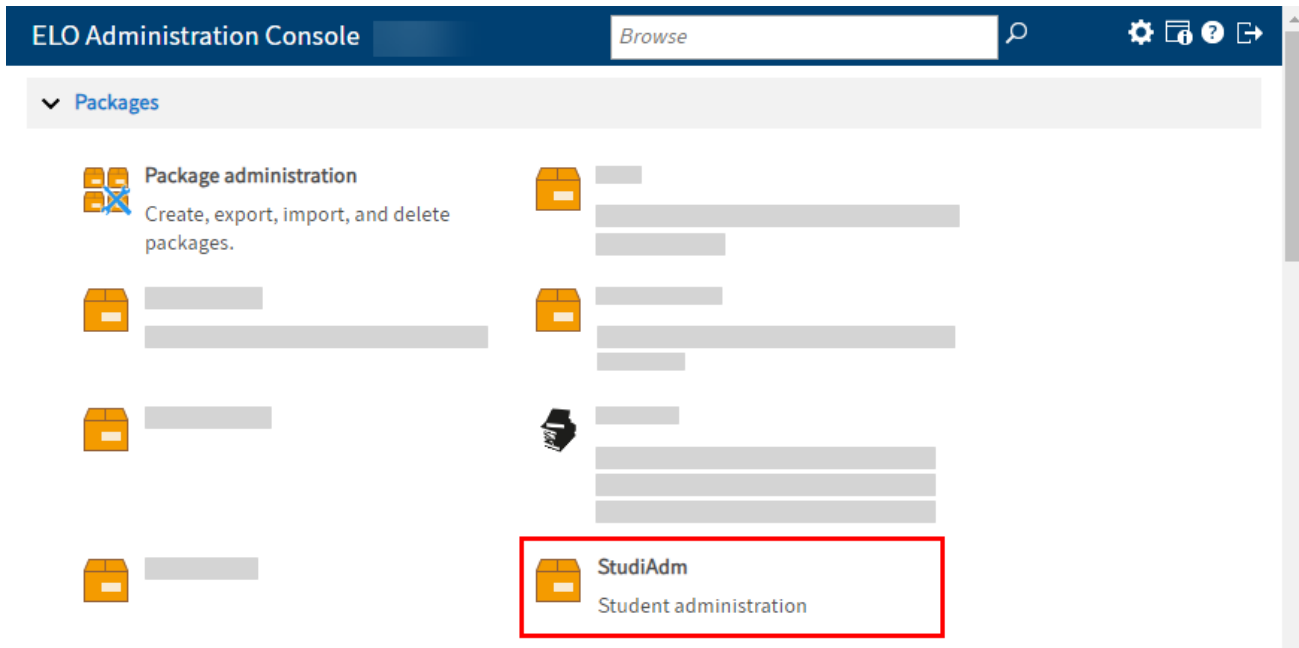 ELO Administration Console
Browse
Packages
Package administration
Create, export, import, and delete
packages.
StudiAdm
Student administration